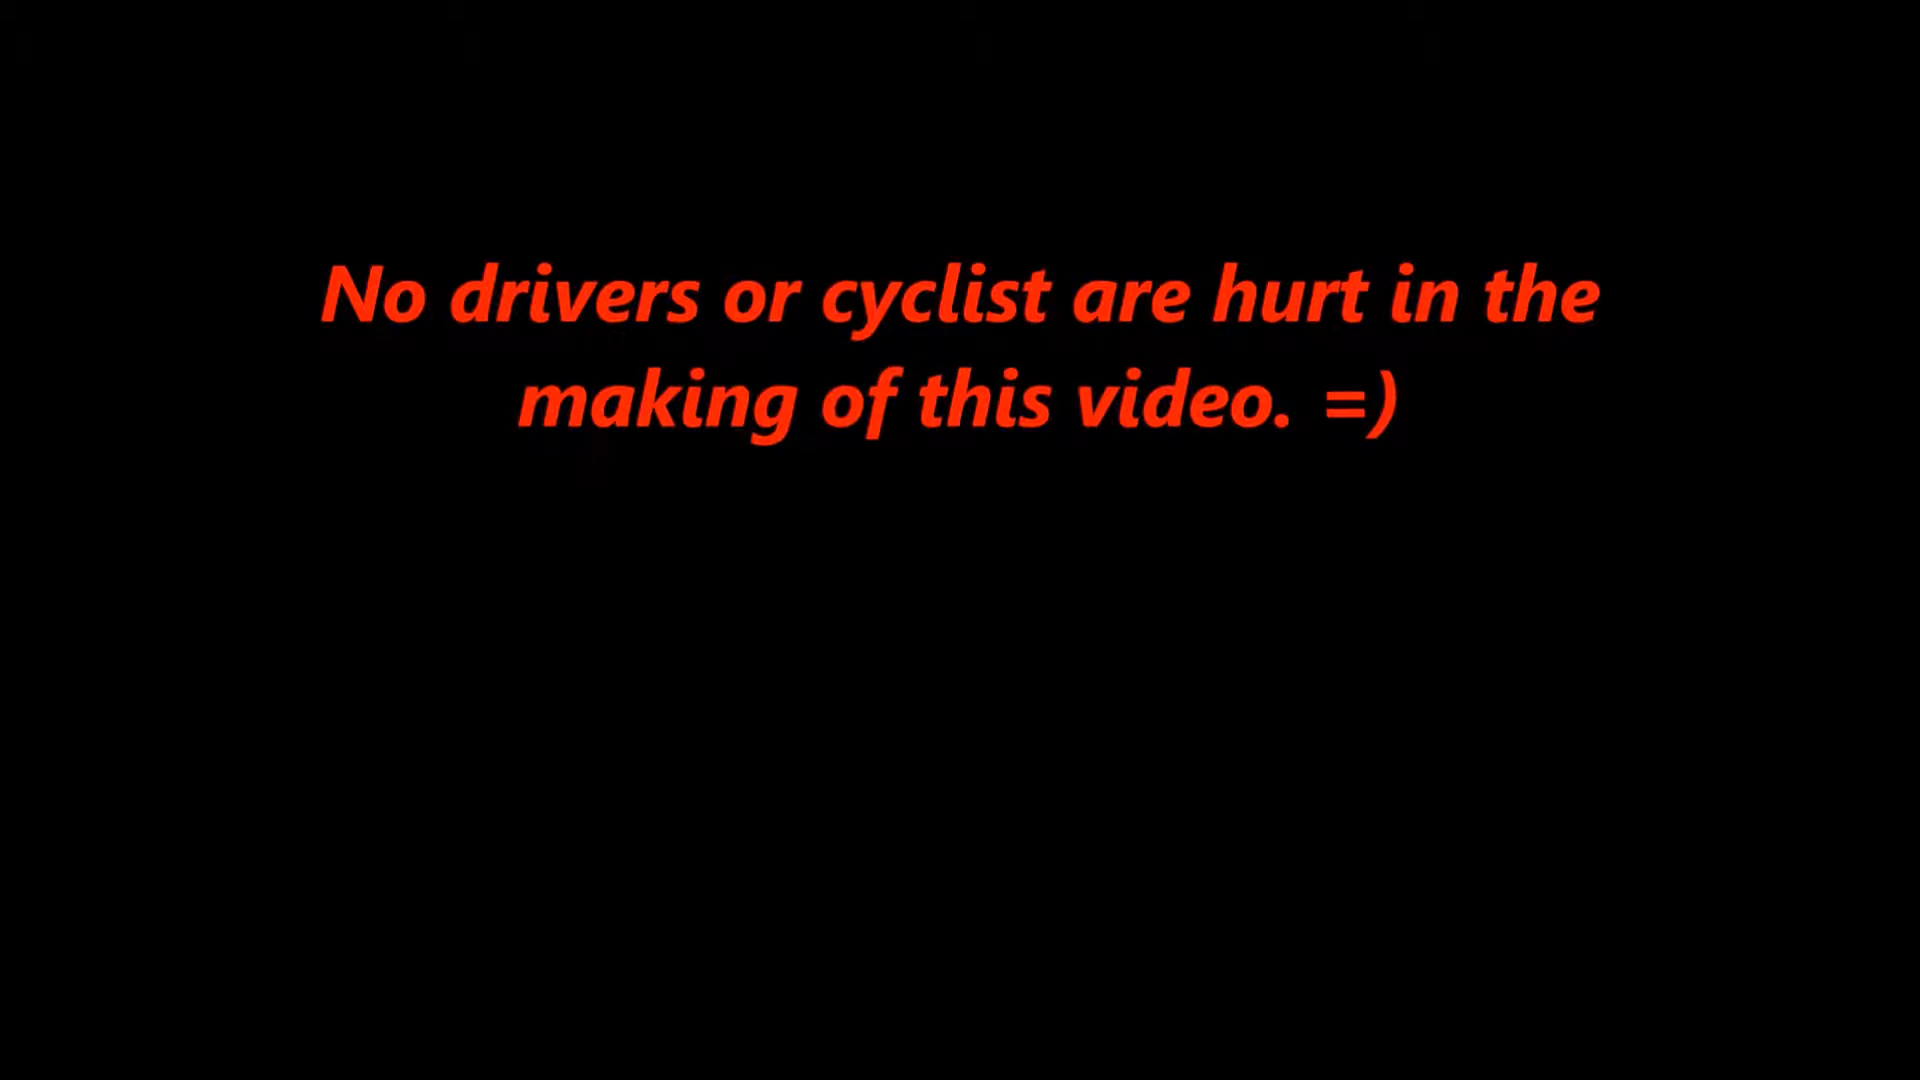 No drivers or cyclist are hurt in the
making of this video. =)